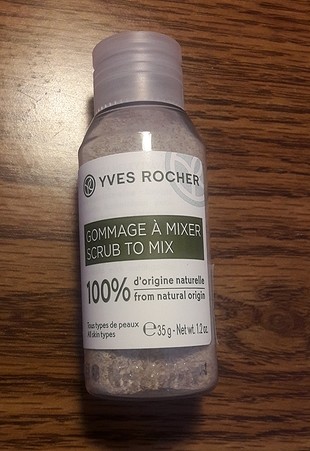 YVES ROCHER
GOMMAGE À MIXER
SCRUB TO MIX
100% d'origine naturelle
from natural origin
Tous types de peaux
All skin types
℮35g - Net wt. 1.2 oz.